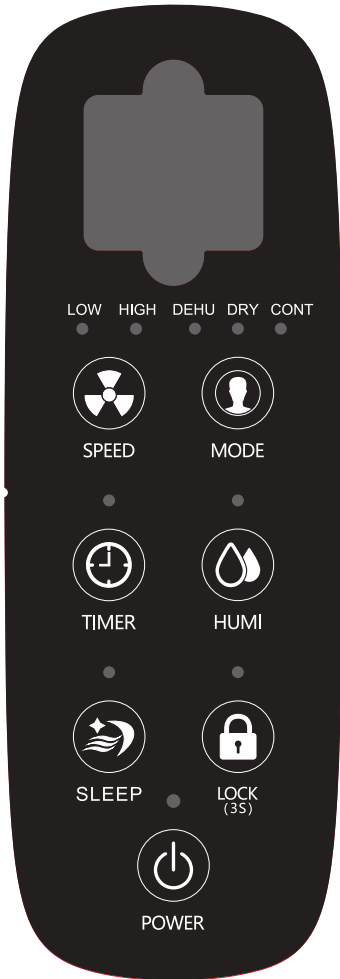 LOW HIGH DEHU DRY CONT
SPEED MODE
TIMER HUMI
SLEEP LOCK
(3S)
POWER